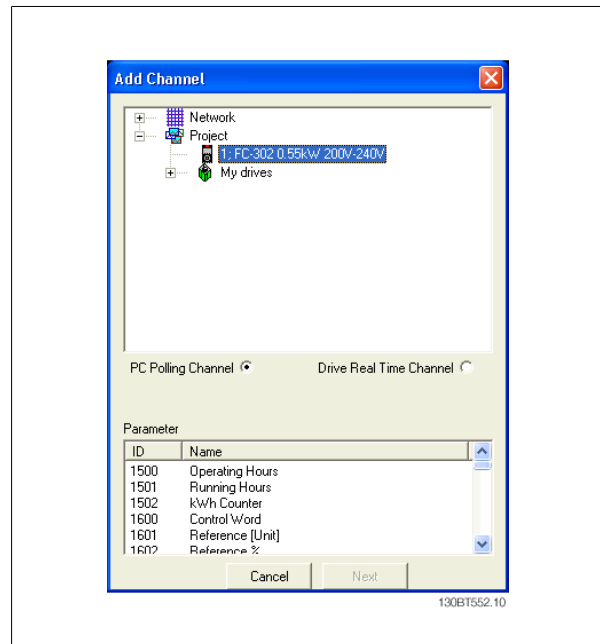 Add Channel
Network
Project
1; FC-302 0.55kW 200V-240V
My drives
PC Polling Channel Drive Real Time Channel
Parameter
ID Name
1500 Operating Hours
1501 Running Hours
1502 kWh Counter
1600 Control Word
1601 Reference [Unit]
1602 Reference %
Cancel Next
130BT552.10